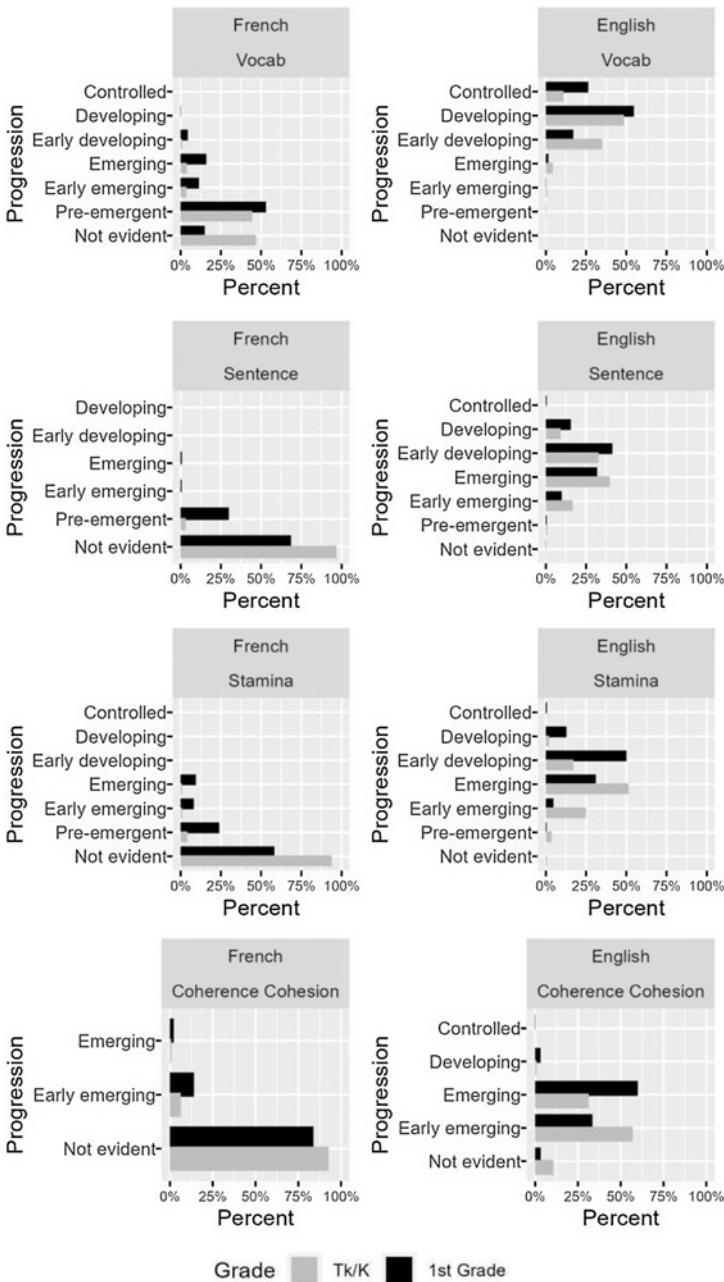 French
Vocab
Progression
Controlled
Developing
Early developing
Emerging
Early emerging
Pre-emergent
Not evident
0% 25% 50% 75% 100%
Percent
English
Vocab
Progression
Controlled
Developing
Early developing
Emerging
Early emerging
Pre-emergent
Not evident
0% 25% 50% 75% 100%
Percent
French
Sentence
Progression
Developing
Early developing
Emerging
Early emerging
Pre-emergent
Not evident
0% 25% 50% 75% 100%
Percent
English
Sentence
Progression
Controlled
Developing
Early developing
Emerging
Early emerging
Pre-emergent
Not evident
0% 25% 50% 75% 100%
Percent
French
Stamina
Progression
Controlled
Developing
Early developing
Emerging
Early emerging
Pre-emergent
Not evident
0% 25% 50% 75% 100%
Percent
English
Stamina
Progression
Controlled
Developing
Early developing
Emerging
Early emerging
Pre-emergent
Not evident
0% 25% 50% 75% 100%
Percent
French
Coherence Cohesion
Progression
Emerging
Early emerging
Not evident
0% 25% 50% 75% 100%
Percent
English
Coherence Cohesion
Progression
Controlled
Developing
Emerging
Early emerging
Not evident
0% 25% 50% 75% 100%
Percent
Grade Tk/K 1st Grade